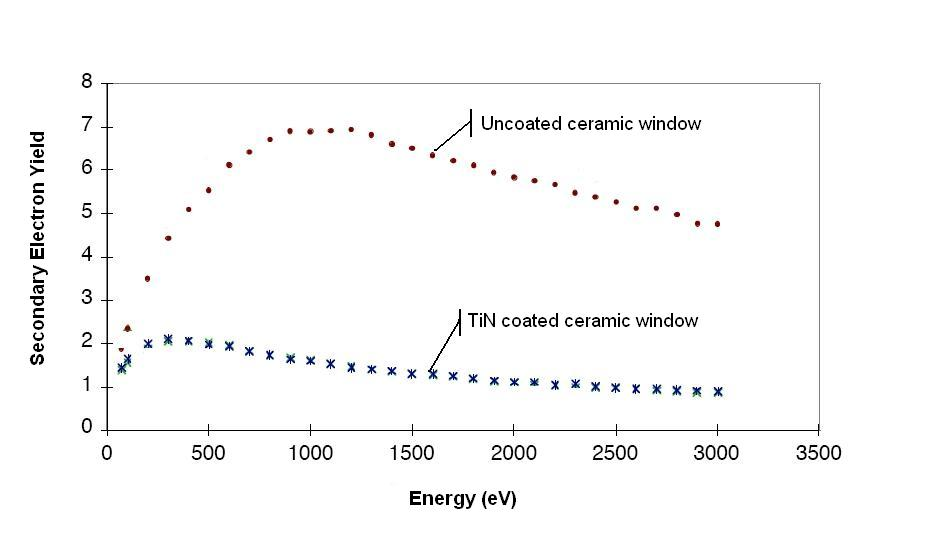 8
7
6
5
4
3
2
1
0
Secondary Electron Yield
Uncoated ceramic window
TiN coated ceramic window
0 500 1000 1500 2000 2500 3000 3500
Energy (eV)